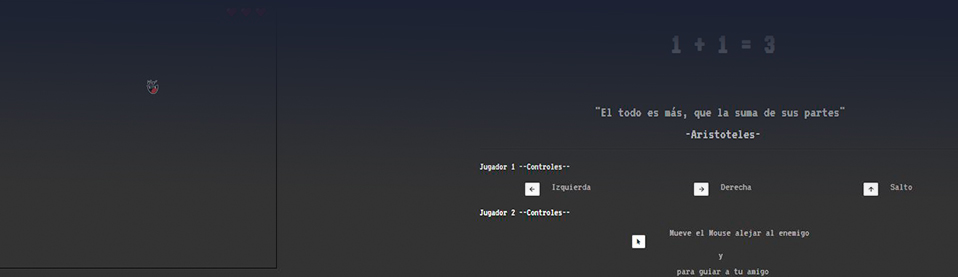 1 + 1 = 3
"El todo es más, que la suma de sus partes"
-Aristoteles-
Jugador 1 --Controles--
← Izquierda → Derecha ↑ Salto
Jugador 2 --Controles--
Mueve el Mouse alejar al enemigo
y
para guiar a tu amigo